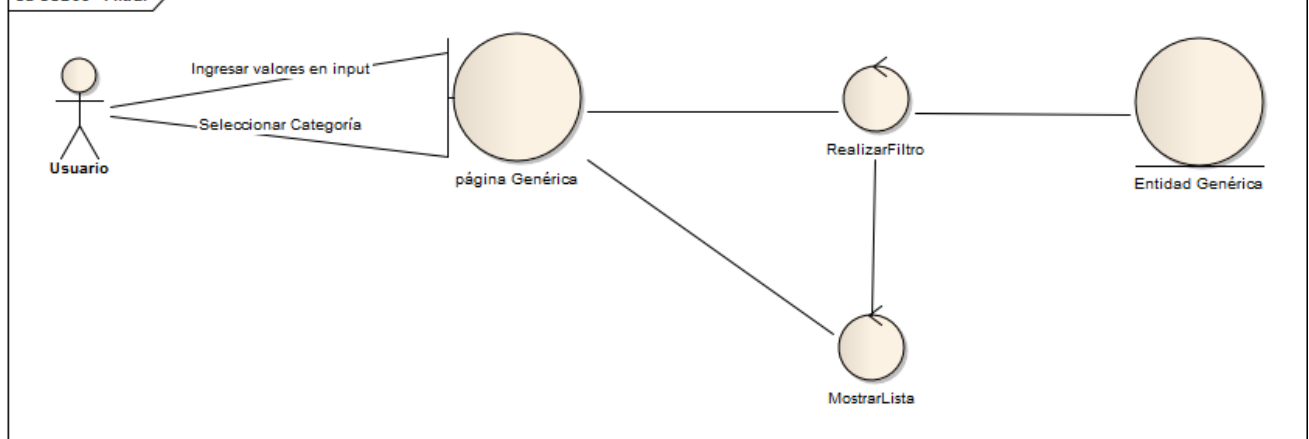 Ingresar valores en input
Seleccionar Categoría
Usuario
página Genérica
RealizarFiltro
Entidad Genérica
MostrarLista